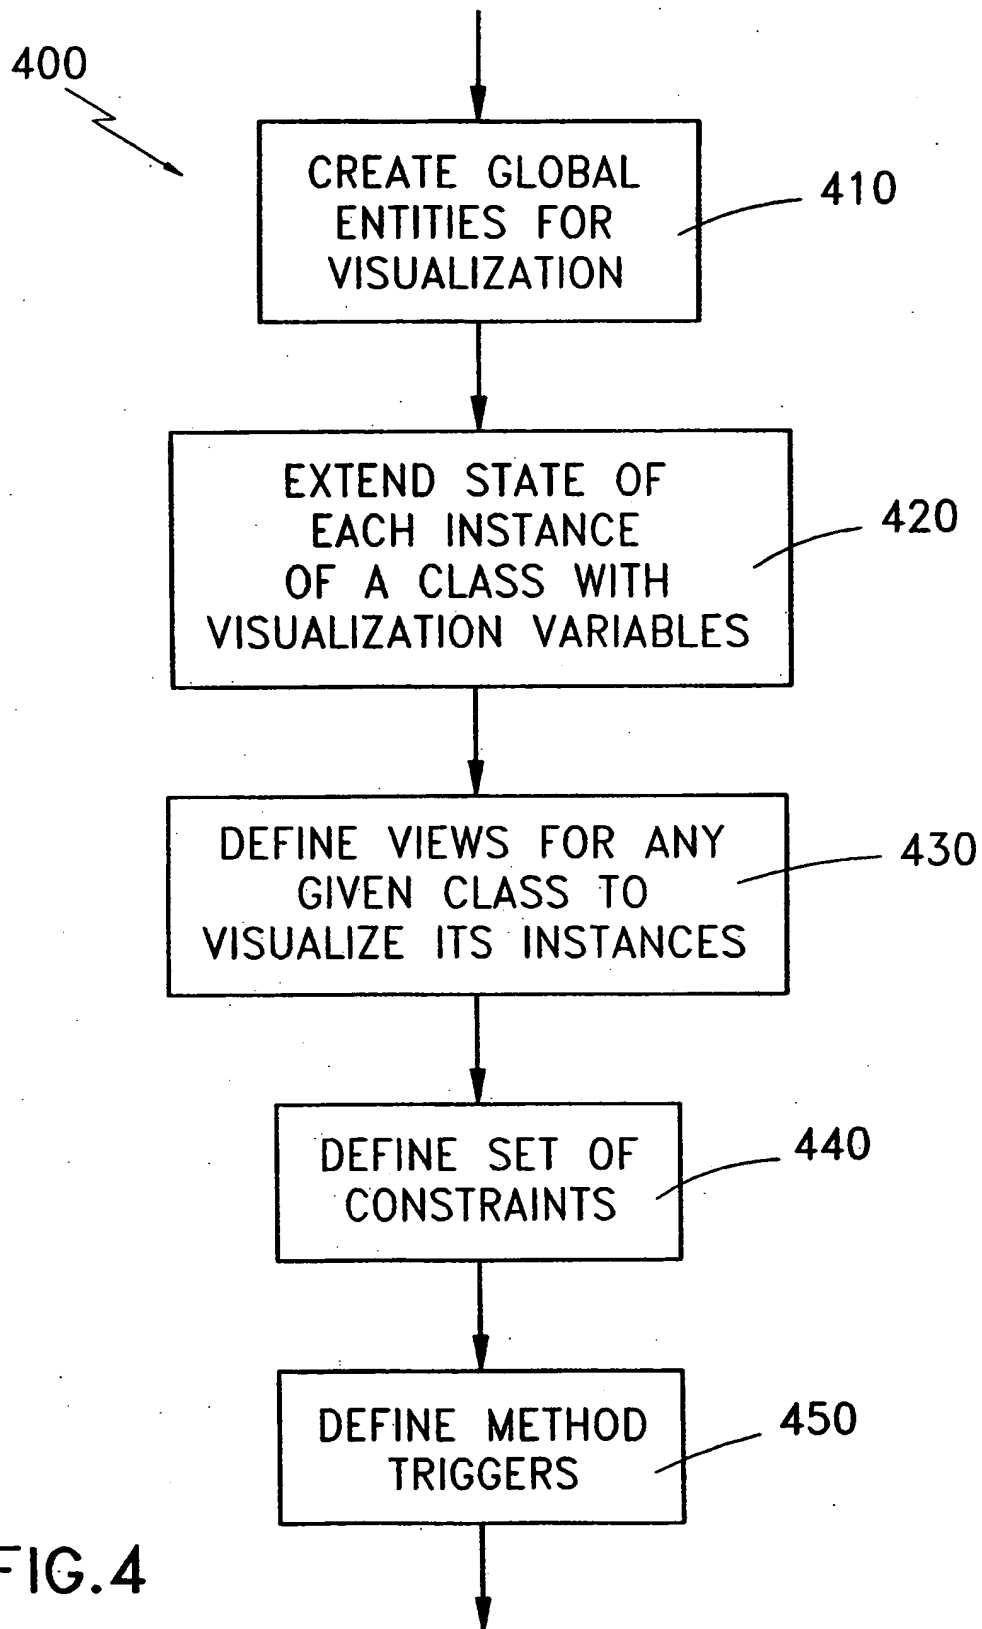 400
CREATE GLOBAL
ENTITIES FOR
VISUALIZATION
410
EXTEND STATE OF
EACH INSTANCE
OF A CLASS WITH
VISUALIZATION VARIABLES
420
DEFINE VIEWS FOR ANY
GIVEN CLASS TO
VISUALIZE ITS INSTANCES
430
DEFINE SET OF
CONSTRAINTS
440
DEFINE METHOD
TRIGGERS
450
FIG.4